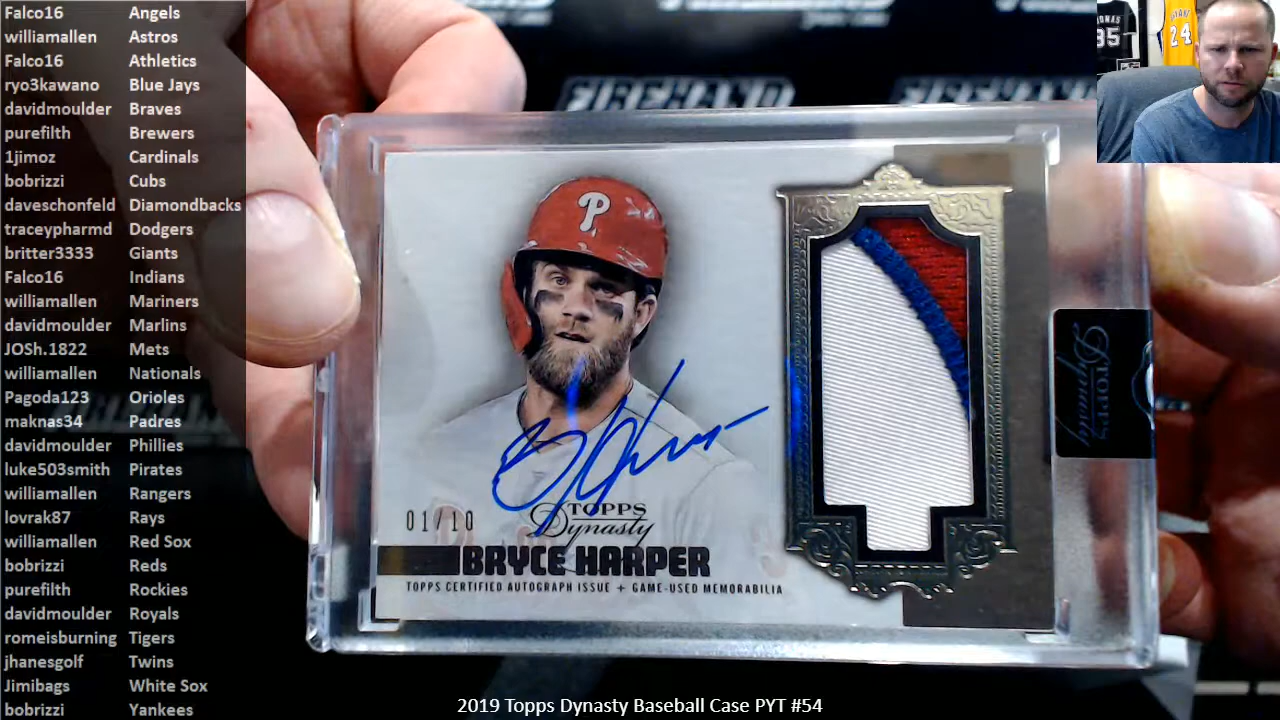 Falco16 Angels
williamallen Astros
Falco16 Athletics
ryo3kawano Blue Jays
davidmoulder Braves
purefilth Brewers
1jimoz Cardinals
bobrizzi Cubs
daveschonfeld Diamondbacks
traceypharmd Dodgers
britter3333 Giants
Falco16 Indians
williamallen Mariners
davidmoulder Marlins
JOSh.1822 Mets
williamallen Nationals
Pagoda123 Orioles
maknas34 Padres
davidmoulder Phillies
luke503smith Pirates
williamallen Rangers
lovrak87 Rays
williamallen Red Sox
bobrizzi Reds
purefilth Rockies
davidmoulder Royals
romeisburning Tigers
jhanesgolf Twins
Jimibags White Sox
bobrizzi Yankees
FIREHAND
P
01/10
TOPPS
Dynasty
BRYCE HARPER
TOPPS CERTIFIED AUTOGRAPH ISSUE + GAME-USED MEMORABILIA
TOPPS
Dynasty
35
24
2019 Topps Dynasty Baseball Case PYT #54